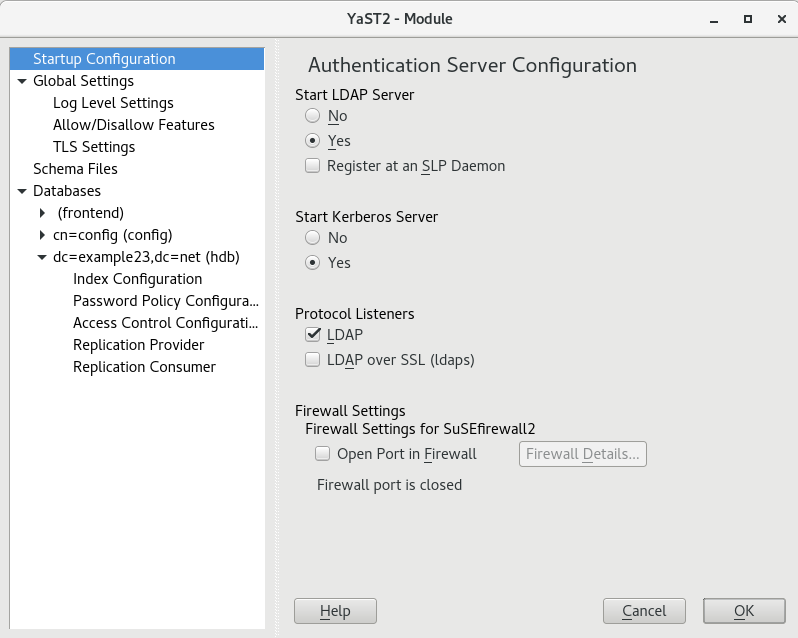 YaST2 - Module
Startup Configuration
Global Settings
Log Level Settings
Allow/Disallow Features
TLS Settings
Schema Files
Databases
(frontend)
cn=config (config)
dc=example23,dc=net (hdb)
Index Configuration
Password Policy Configura...
Access Control Configurati...
Replication Provider
Replication Consumer
Authentication Server Configuration
Start LDAP Server
No
Yes
Register at an SLP Daemon
Start Kerberos Server
No
Yes
Protocol Listeners
LDAP
LDAP over SSL (ldaps)
Firewall Settings
Firewall Settings for SuSEfirewall2
Open Port in Firewall
Firewall Details...
Firewall port is closed
Help
Cancel
OK